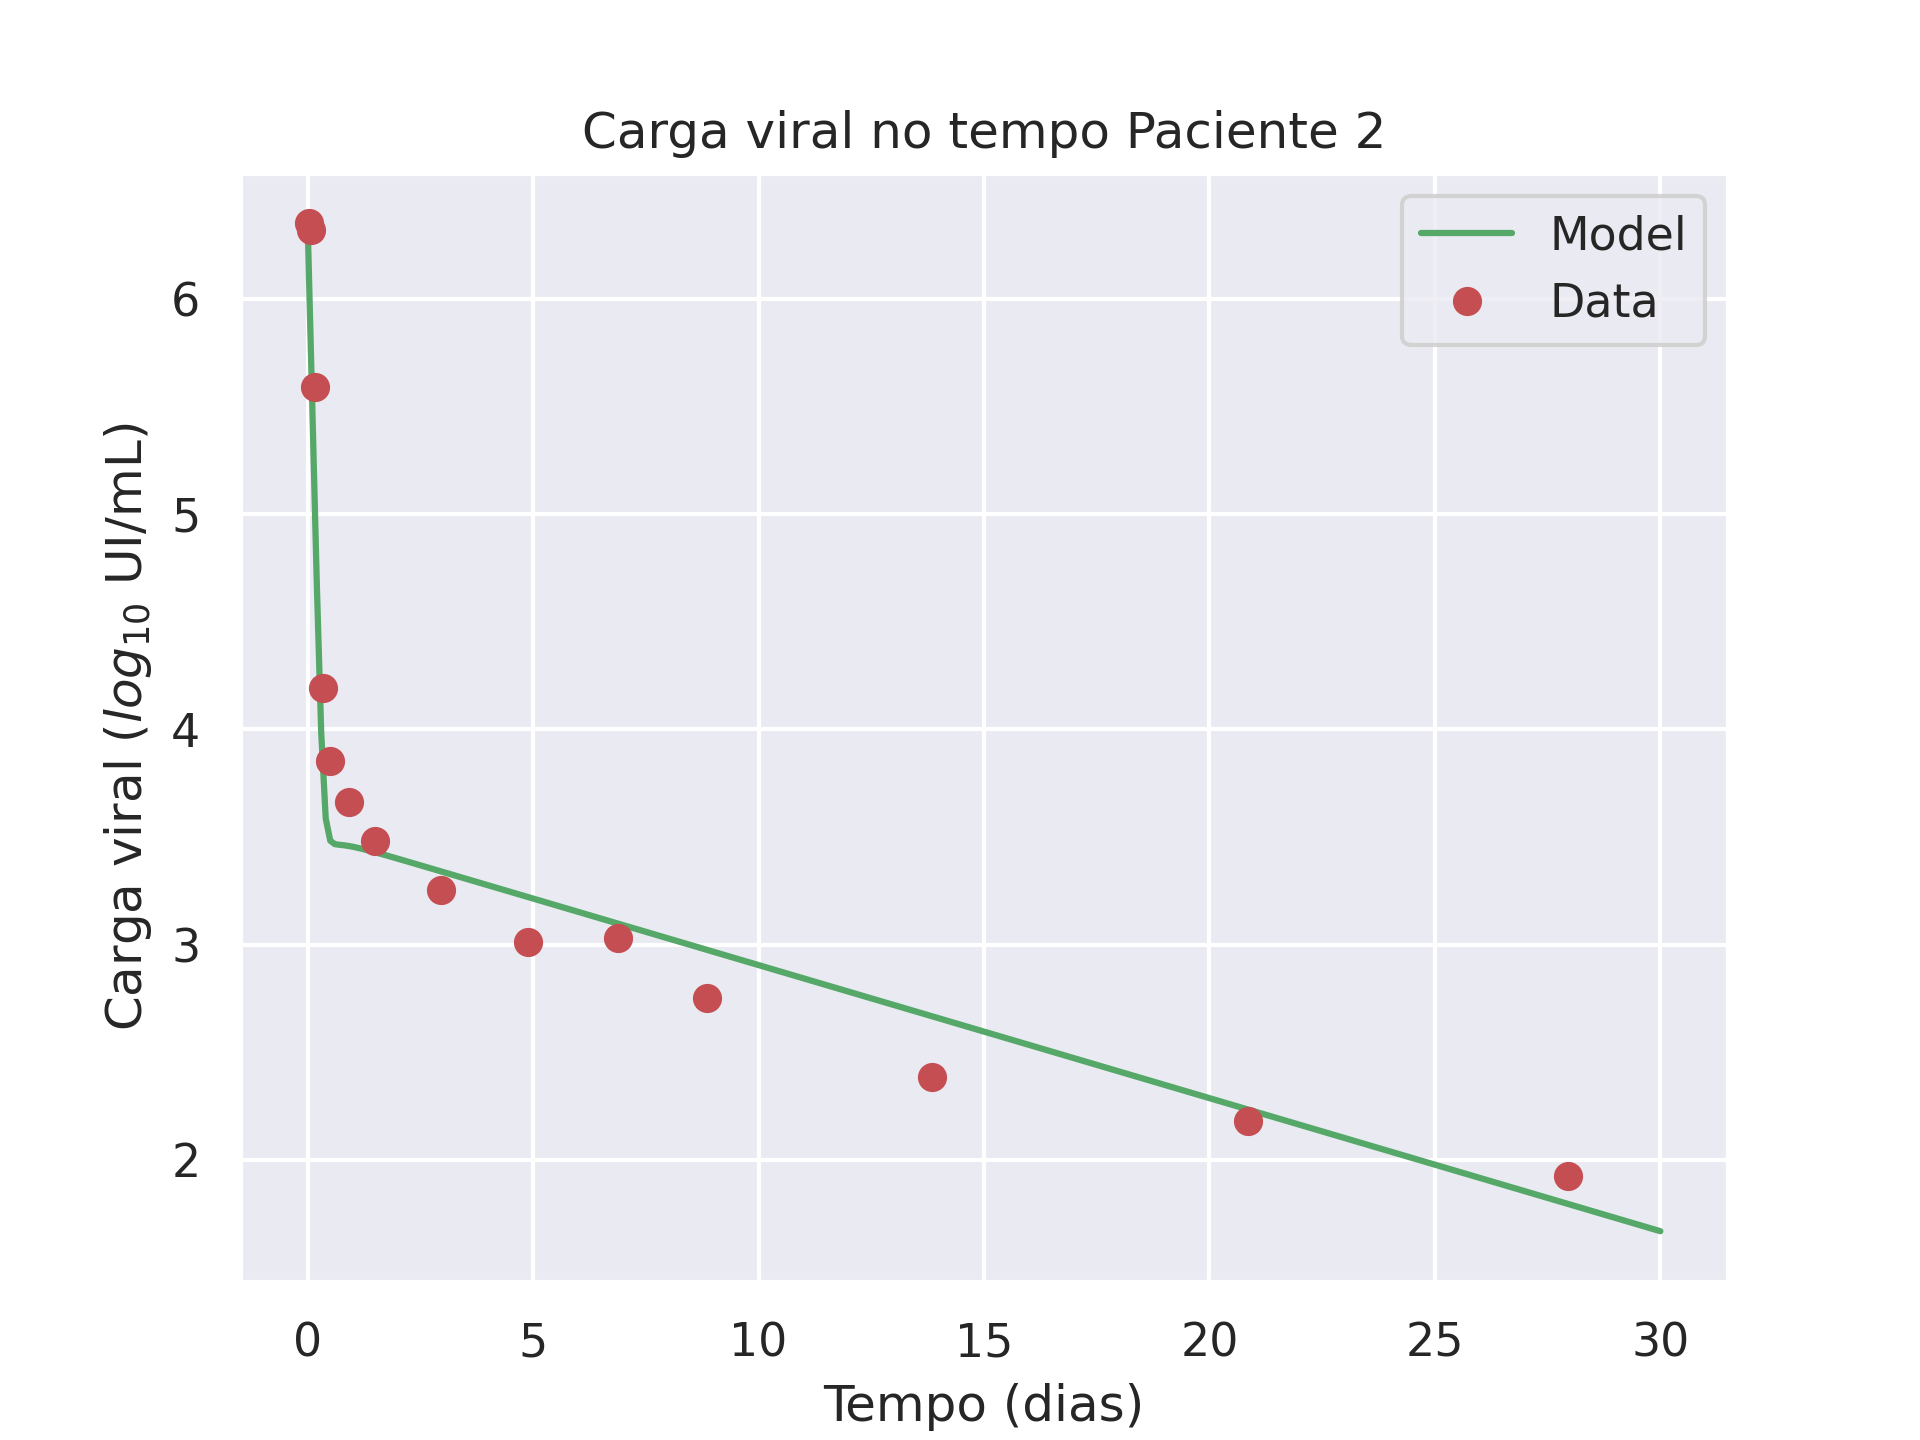 Carga viral no tempo Paciente 2
Model
Data
6
5
4
3
2
Carga viral (log10 UI/mL)
0 5 10 15 20 25 30
Tempo (dias)